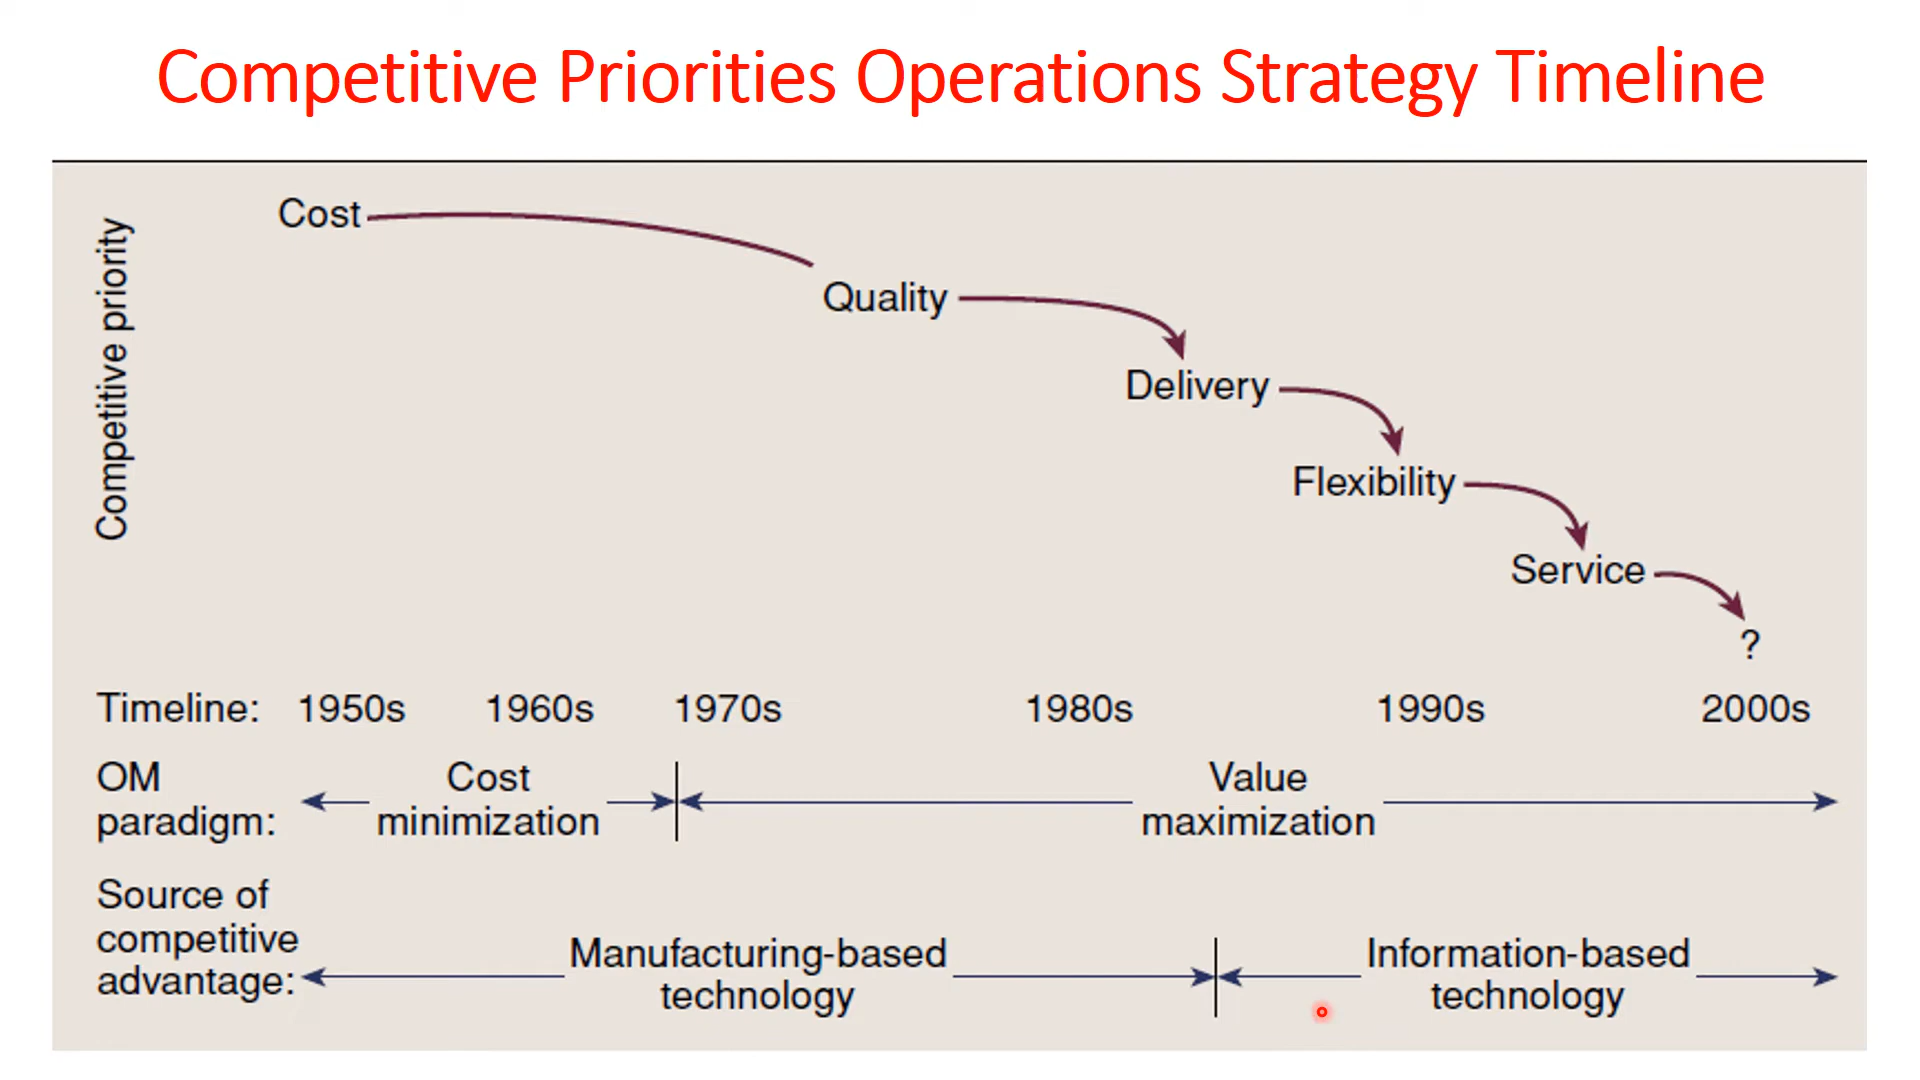 Competitive Priorities Operations Strategy Timeline
Competitive priority
Cost
Quality
Delivery
Flexibility
Service
?
Timeline: 1950s 1960s 1970s 1980s 1990s 2000s
OM
paradigm:
Cost
minimization
Value
maximization
Source of
competitive
advantage:
Manufacturing-based
technology
Information-based
technology